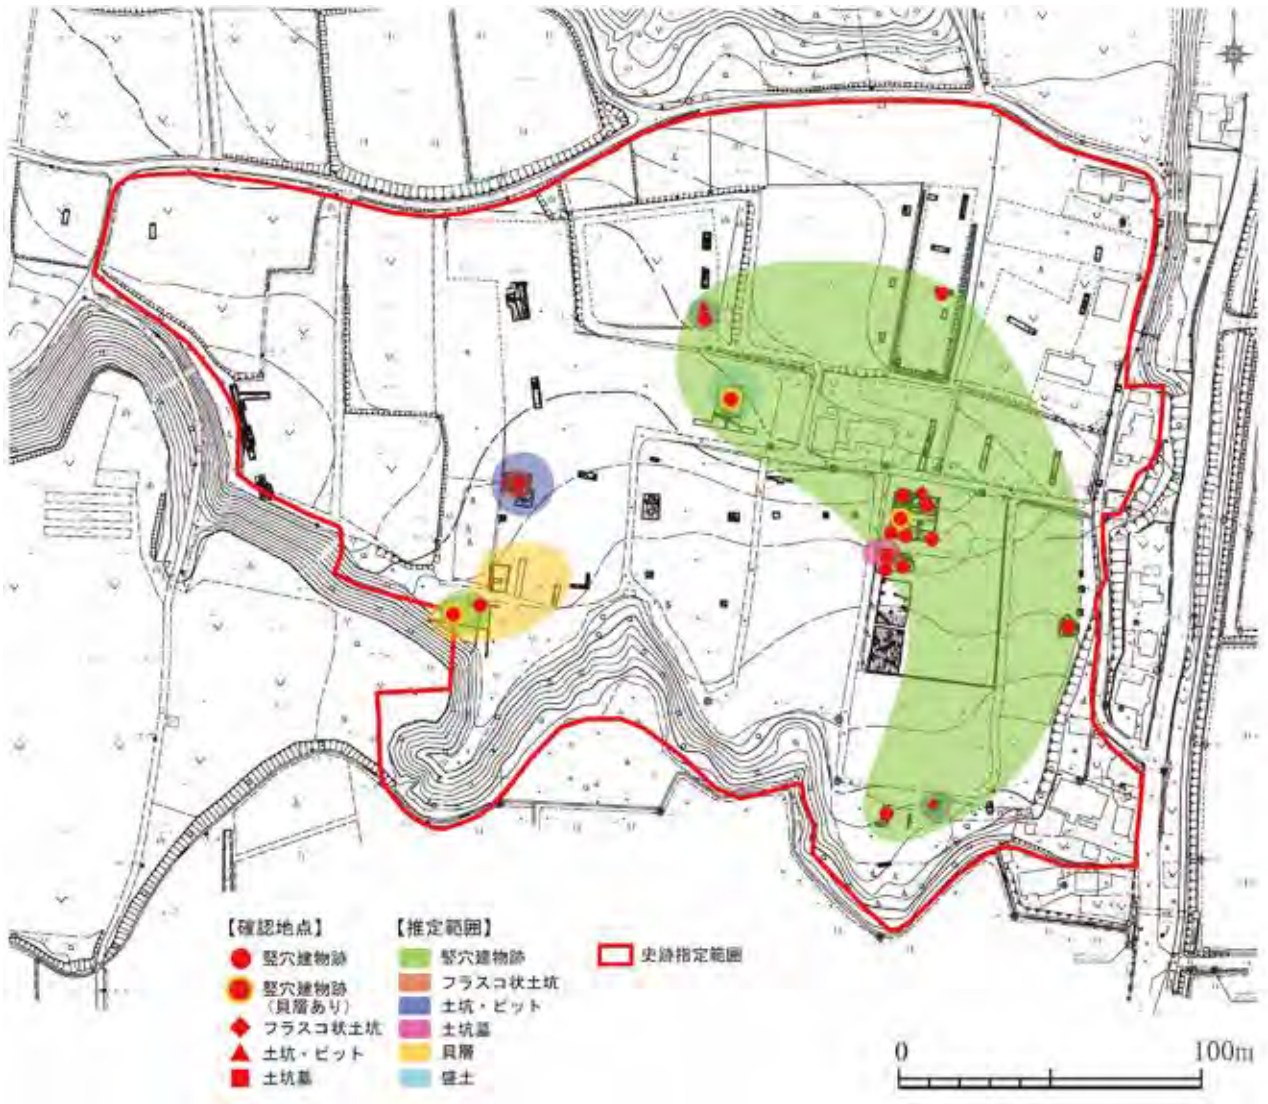 【確認地点】
竪穴建物跡
竪穴建物跡
(貝層あり)
フラスコ状土坑
土坑・ピット
土坑墓
【推定範囲】
竪穴建物跡
フラスコ状土坑
土坑・ピット
土坑墓
貝層
盛土
史跡指定範囲
0 100m